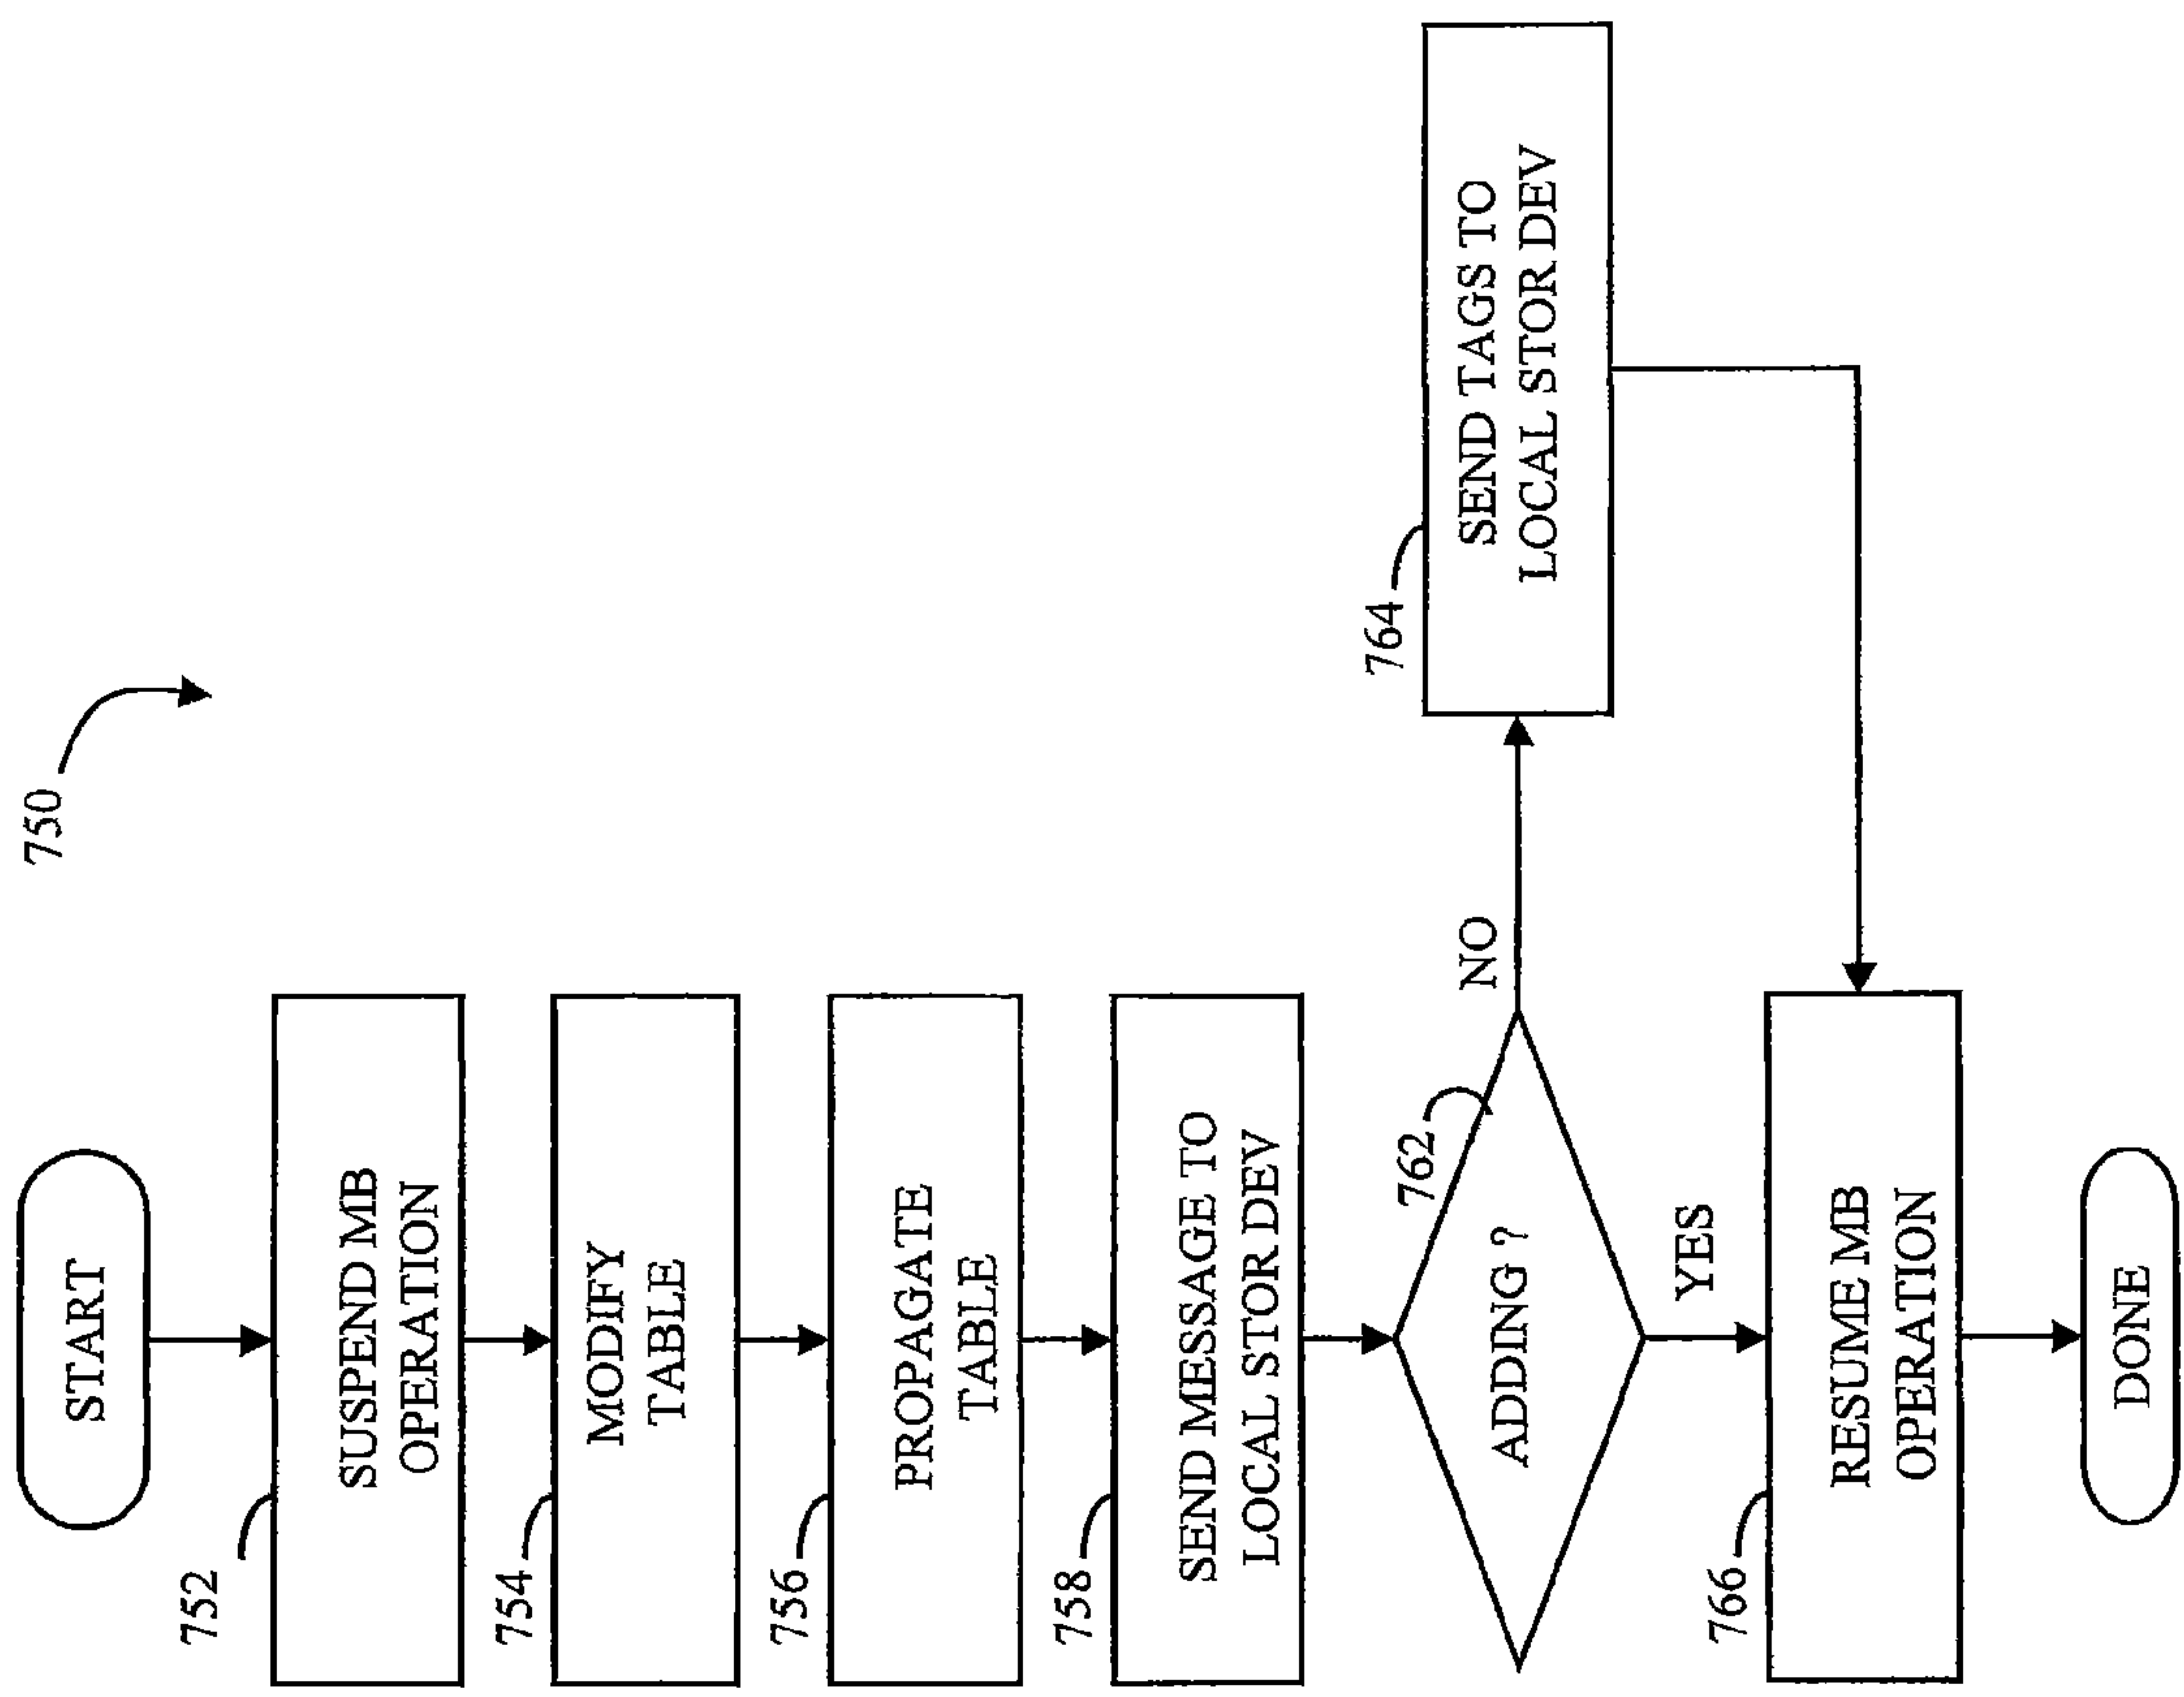 750
START
752
SUSPEND MB
OPERATION
754
MODIFY
TABLE
756
PROPAGATE
TABLE
758
SEND MESSAGE TO
LOCAL STOR DEV
762
ADDING ?
NO
764
SEND TAGS TO
LOCAL STOR DEV
YES
766
RESUME MB
OPERATION
DONE